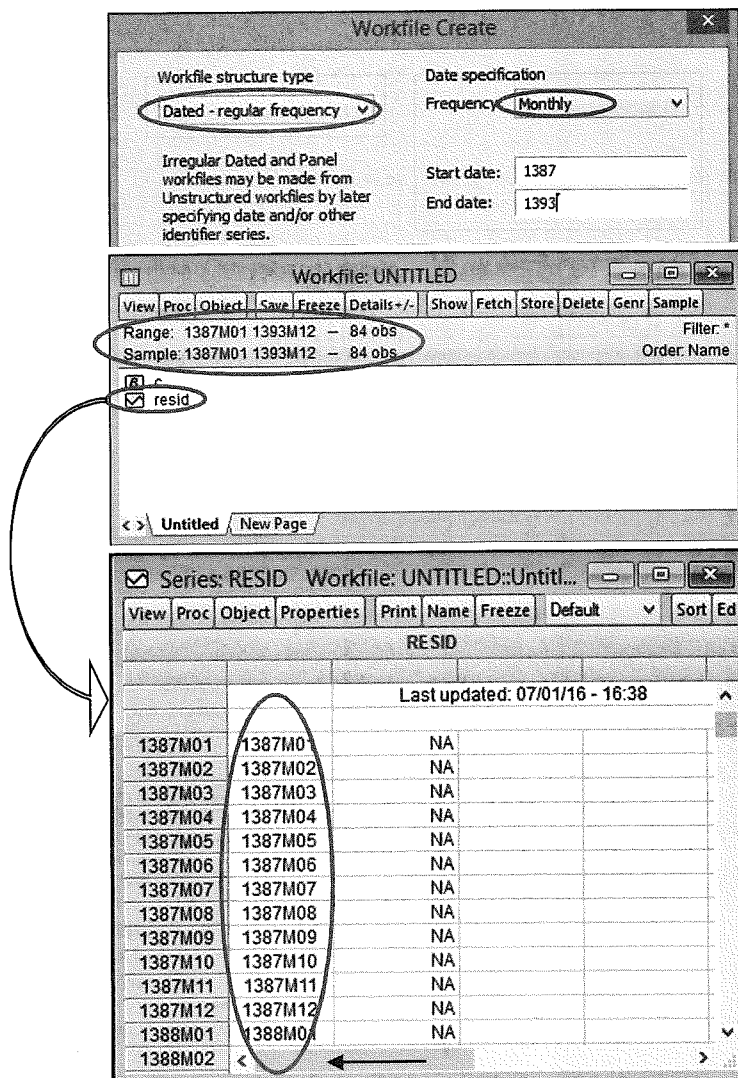 Workfile Create
Workfile structure type
Dated - regular frequency
Irregular Dated and Panel
workfiles may be made from
Unstructured workfiles by later
specifying date and/or other
identifier series.
Date specification
Frequency Monthly
Start date: 1387
End date: 1393
Workfile: UNTITLED
View Proc Object Save Freeze Details+/- Show Fetch Store Delete Genr Sample
Range: 1387M01 1393M12 – 84 obs Filter: *
Sample: 1387M01 1393M12 – 84 obs Order: Name
β c
resid
< > Untitled New Page
Series: RESID Workfile: UNTITLED::Untitl...
View Proc Object Properties Print Name Freeze Default Sort Ed
RESID
Last updated: 07/01/16 - 16:38
1387M01 1387M01 NA
1387M02 1387M02 NA
1387M03 1387M03 NA
1387M04 1387M04 NA
1387M05 1387M05 NA
1387M06 1387M06 NA
1387M07 1387M07 NA
1387M08 1387M08 NA
1387M09 1387M09 NA
1387M10 1387M10 NA
1387M11 1387M11 NA
1387M12 1387M12 NA
1388M01 1388M01 NA
1388M02